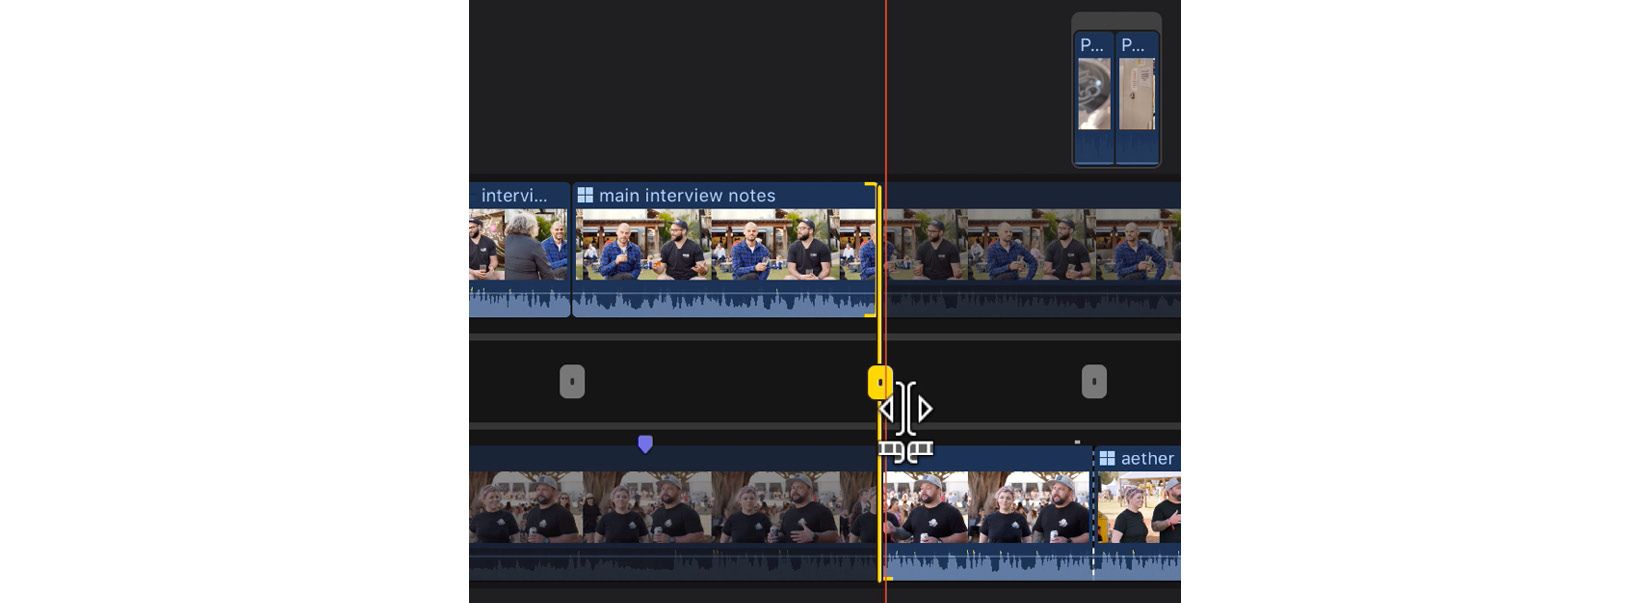 P...
P...
intervi...
main interview notes
aether